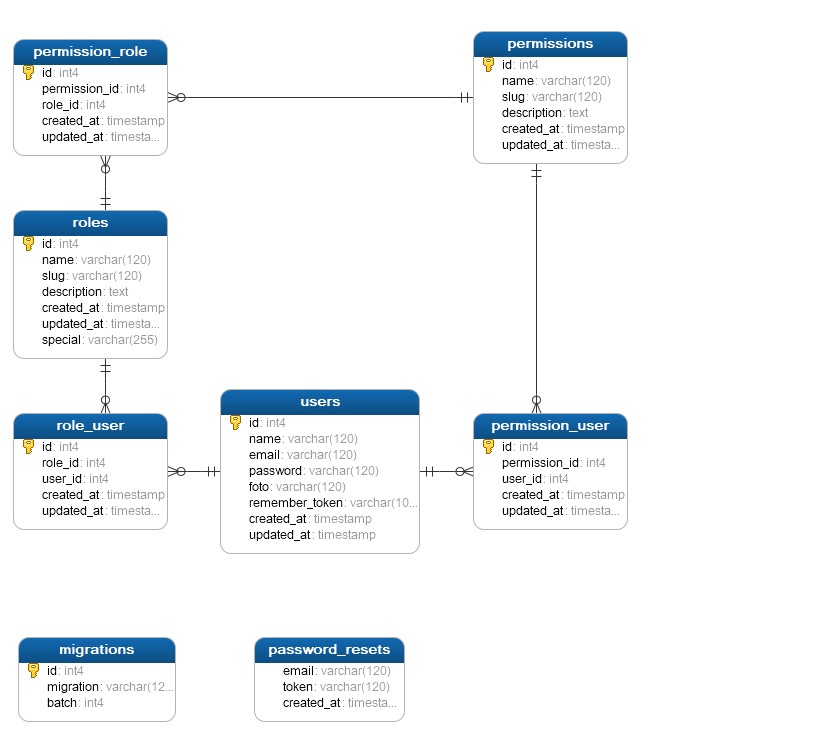 permission_role
id: int4
permission_id: int4
role_id: int4
created_at: timestamp
updated_at: timesta...
permissions
id: int4
name: varchar(120)
slug: varchar(120)
description: text
created_at: timestamp
updated_at: timesta...
roles
id: int4
name: varchar(120)
slug: varchar(120)
description: text
created_at: timestamp
updated_at: timesta...
special: varchar(255)
role_user
id: int4
role_id: int4
user_id: int4
created_at: timestamp
updated_at: timesta...
users
id: int4
name: varchar(120)
email: varchar(120)
password: varchar(120)
foto: varchar(120)
remember_token: varchar(10...
created_at: timestamp
updated_at: timestamp
permission_user
id: int4
permission_id: int4
user_id: int4
created_at: timestamp
updated_at: timesta...
migrations
id: int4
migration: varchar(12...
batch: int4
password_resets
email: varchar(120)
token: varchar(120)
created_at: timesta...